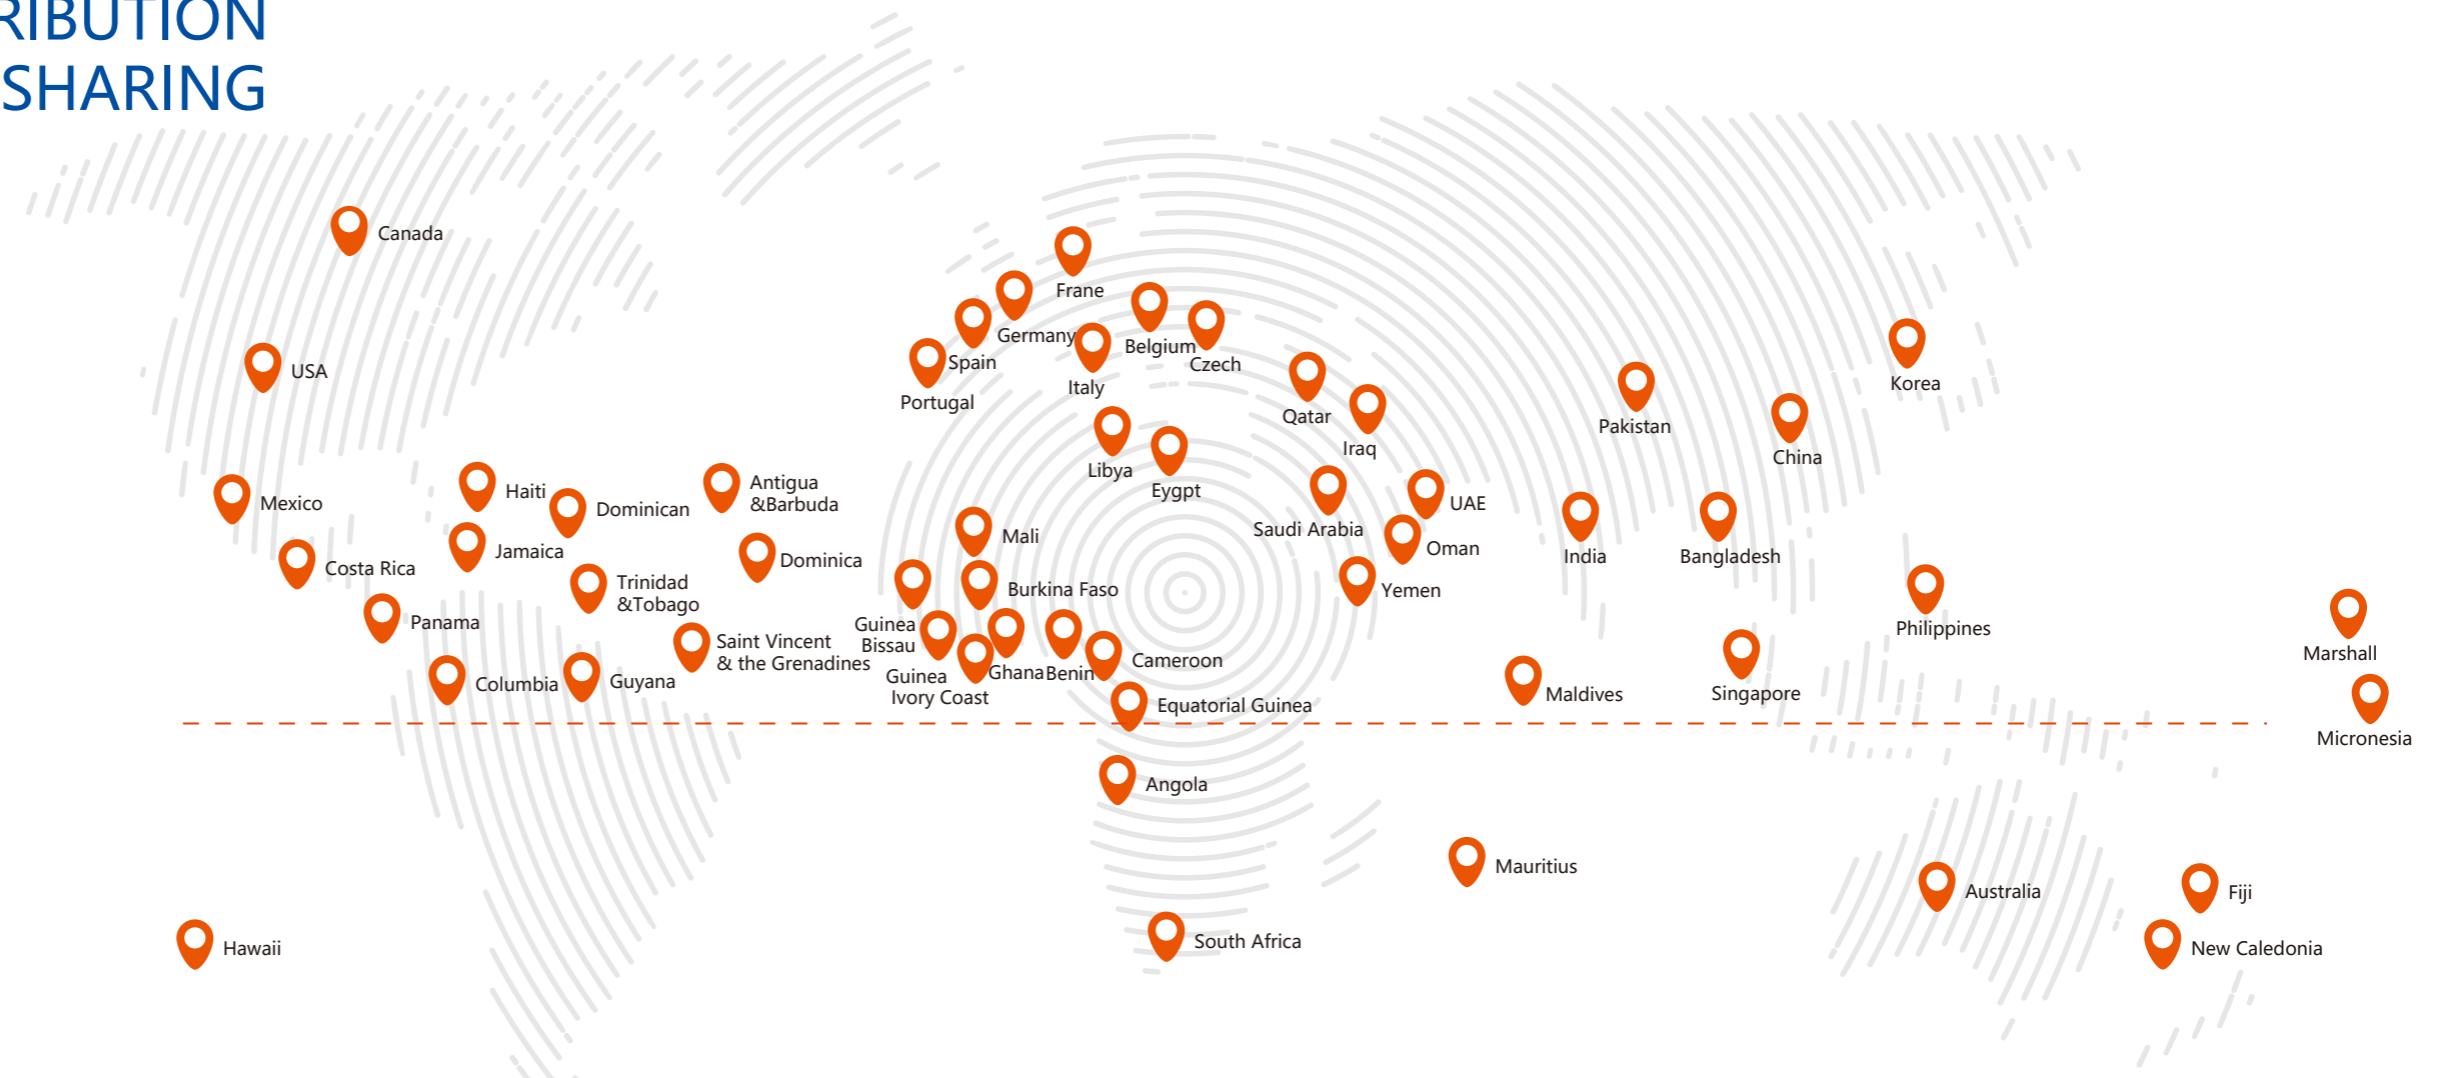 RIBUTION
SHARING
Canada
USA
Mexico
Costa Rica
Panama
Columbia
Haiti
Jamaica
Dominican
Trinidad
&Tobago
Guyana
Antigua
&Barbuda
Dominica
Saint Vincent
& the Grenadines
Hawaii
Frane
Germany
Spain
Portugal
Italy
Belgium
Czech
Libya
Eygpt
Mali
Burkina Faso
Guinea
Bissau
Guinea
Ivory Coast
Ghana
Benin
Cameroon
Equatorial Guinea
Angola
South Africa
Qatar
Iraq
Saudi Arabia
UAE
Oman
Yemen
Pakistan
India
Bangladesh
China
Korea
Maldives
Singapore
Philippines
Mauritius
Marshall
Micronesia
Australia
Fiji
New Caledonia